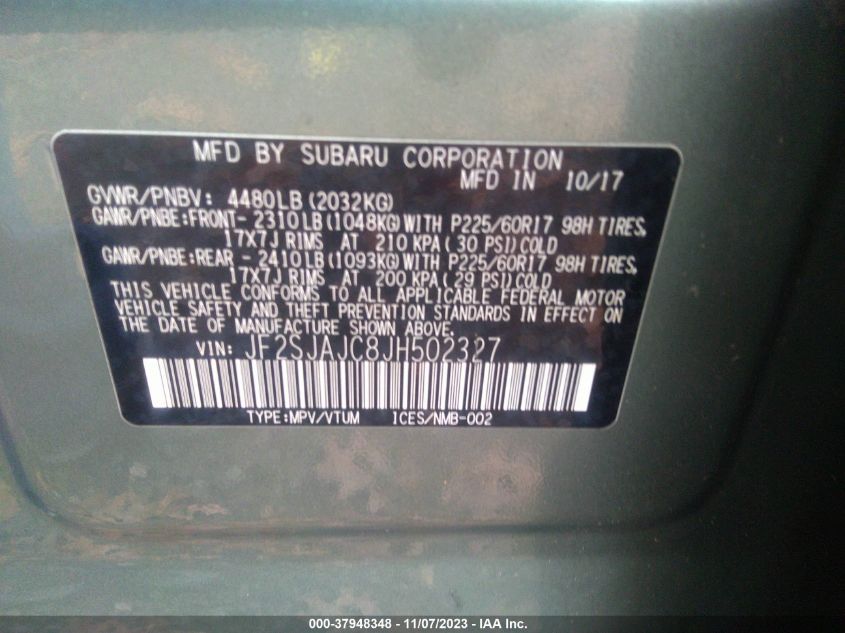 MFD BY SUBARU CORPORATION
MFD IN 10/17
GVWR/PNBV: 4480LB(2032KG)
GAWR/PNBE:FRONT- 2310LB(1048KG)WITH P225/60R17 98H TIRES,
17X7J RIMS AT 210 KPA(30 PSI)COLD
GAWR/PNBE:REAR - 2410LB(1093KG)WITH P225/60R17 98H TIRES,
17X7J RIMS AT 200 KPA(29 PSI)COLD
THIS VEHICLE CONFORMS TO ALL APPLICABLE FEDERAL MOTOR
VEHICLE SAFETY AND THEFT PREVENTION STANDARDS IN EFFECT ON
THE DATE OF MANUFACTURE SHOWN ABOVE.
VIN: JF2SJAJC8JH502327
TYPE:MPV/VTUM ICES/NMB-002
000-37948348 - 11/07/2023 - IAA Inc.